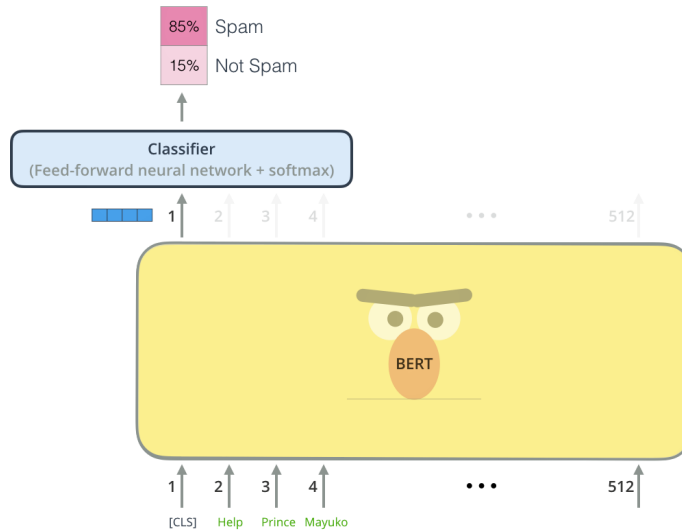 85% Spam
15% Not Spam
Classifier
(Feed-forward neural network + softmax)
1 2 3 4 ••• 512
BERT
1 2 3 4 ••• 512
[CLS] Help Prince Mayuko